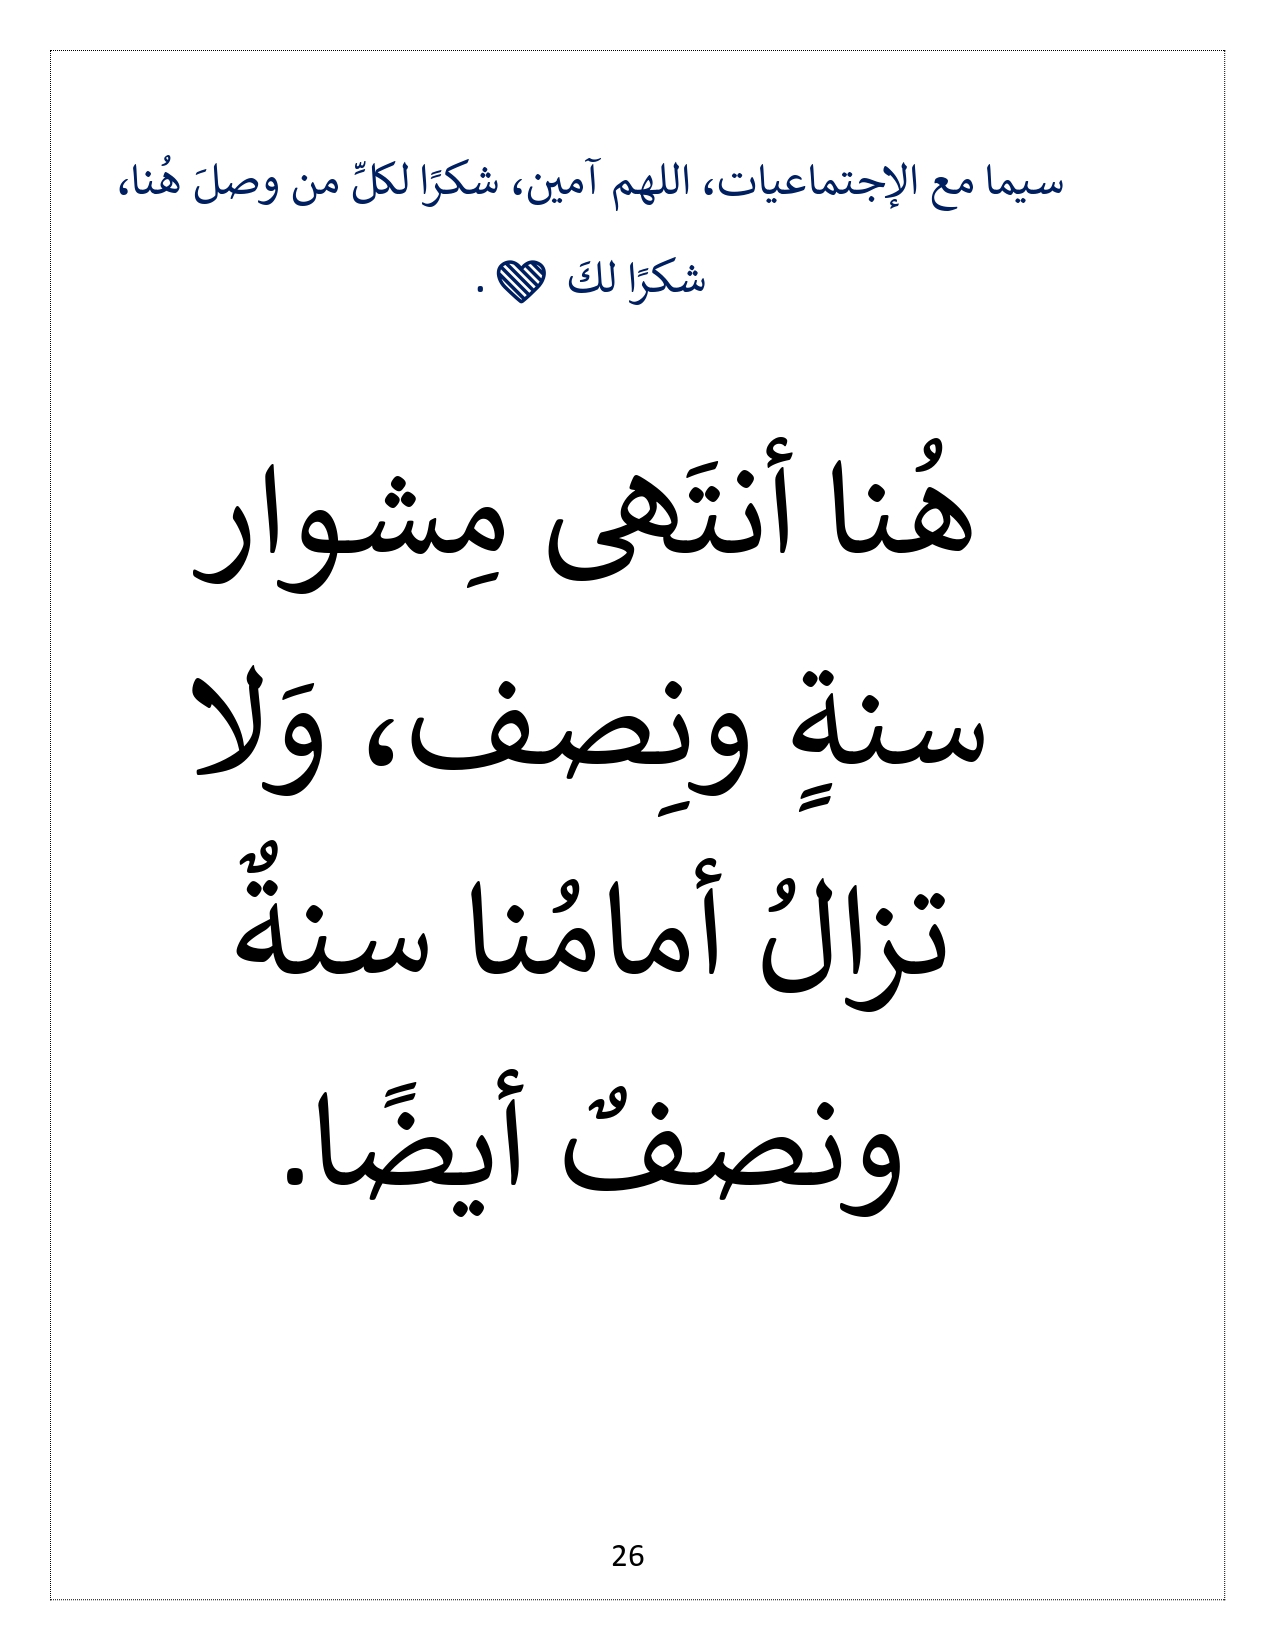 سيما مع الإجتماعيات، اللهم آمين، شكرًا لكلِّ من وصلَ هُنا،
شكرًا لكَ 💙 .
هُنا أنتَهى مِشوار
سنةٍ ونِصف، وَلا
تزالُ أمامُنا سنةٌ
ونصفٌ أيضًا.
26